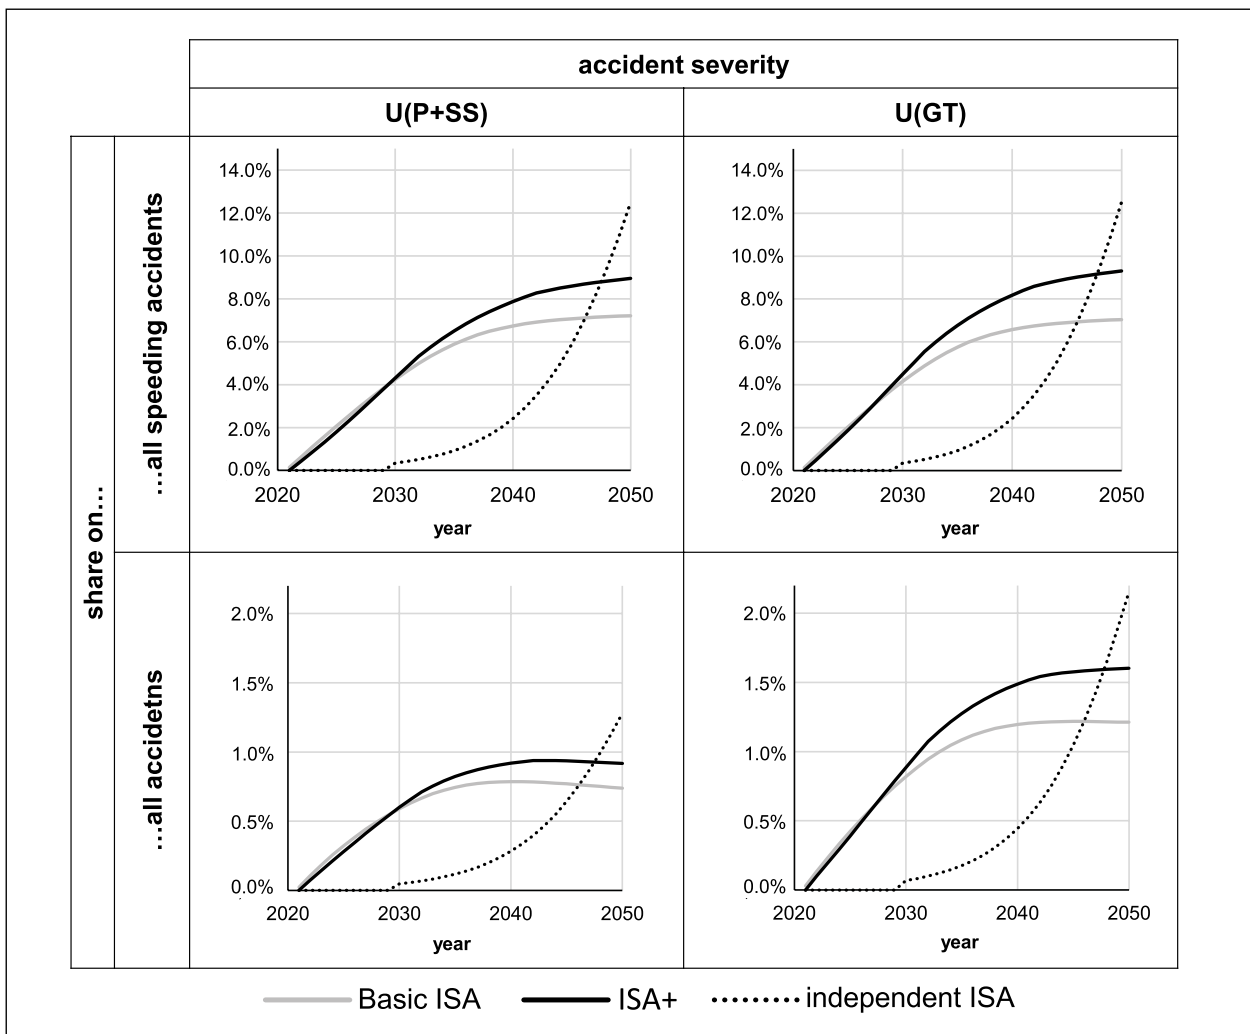 accident severity
U(P+SS)
U(GT)
share on...
...all speeding accidents
14.0%
12.0%
10.0%
8.0%
6.0%
4.0%
2.0%
0.0%
2020 2030 2040 2050
year
14.0%
12.0%
10.0%
8.0%
6.0%
4.0%
2.0%
0.0%
2020 2030 2040 2050
year
...all accidetns
2.0%
1.5%
1.0%
0.5%
0.0%
2020 2030 2040 2050
year
2.0%
1.5%
1.0%
0.5%
0.0%
2020 2030 2040 2050
year
Basic ISA ISA+ independent ISA